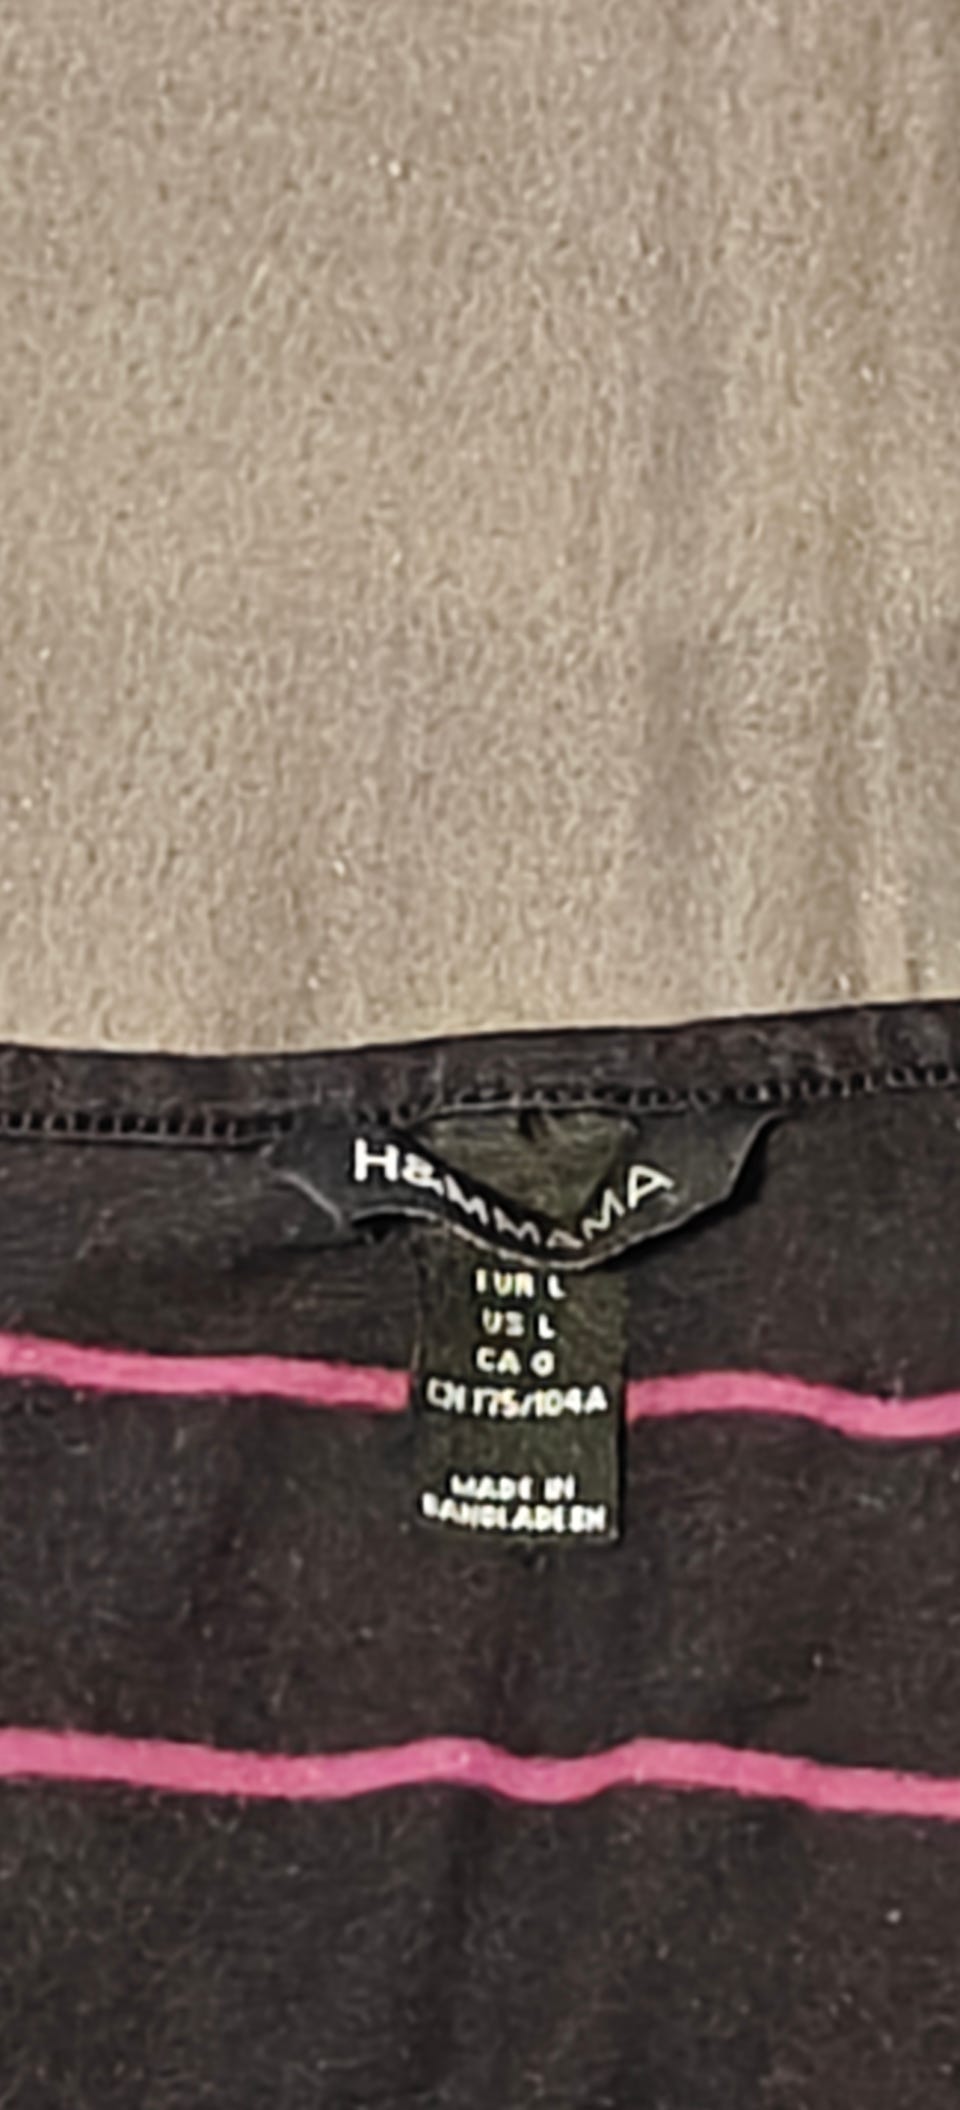 H&M MAMA
EUR L
US L
CA G
CN 175/104A
MADE IN
BANGLADESH